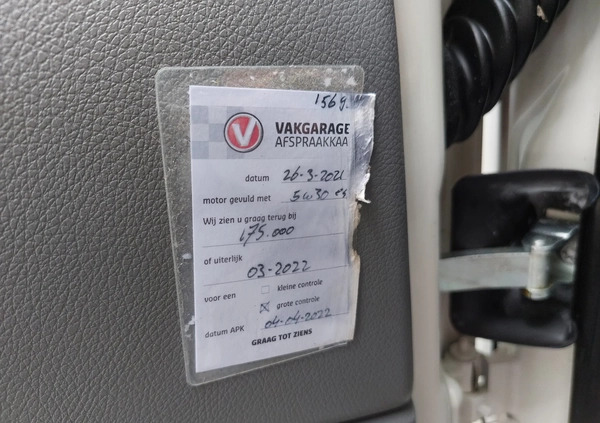 V
VAKGARAGE
AFSPRAAKKAA
datum 26-3-2021
motor gevuld met 5w30
Wij zien u graag terug bij
175.000
of uiterlijk
03-2022
voor een
kleine controle
grote controle
datum APK 04-04-2022
GRAAG TOT ZIENS